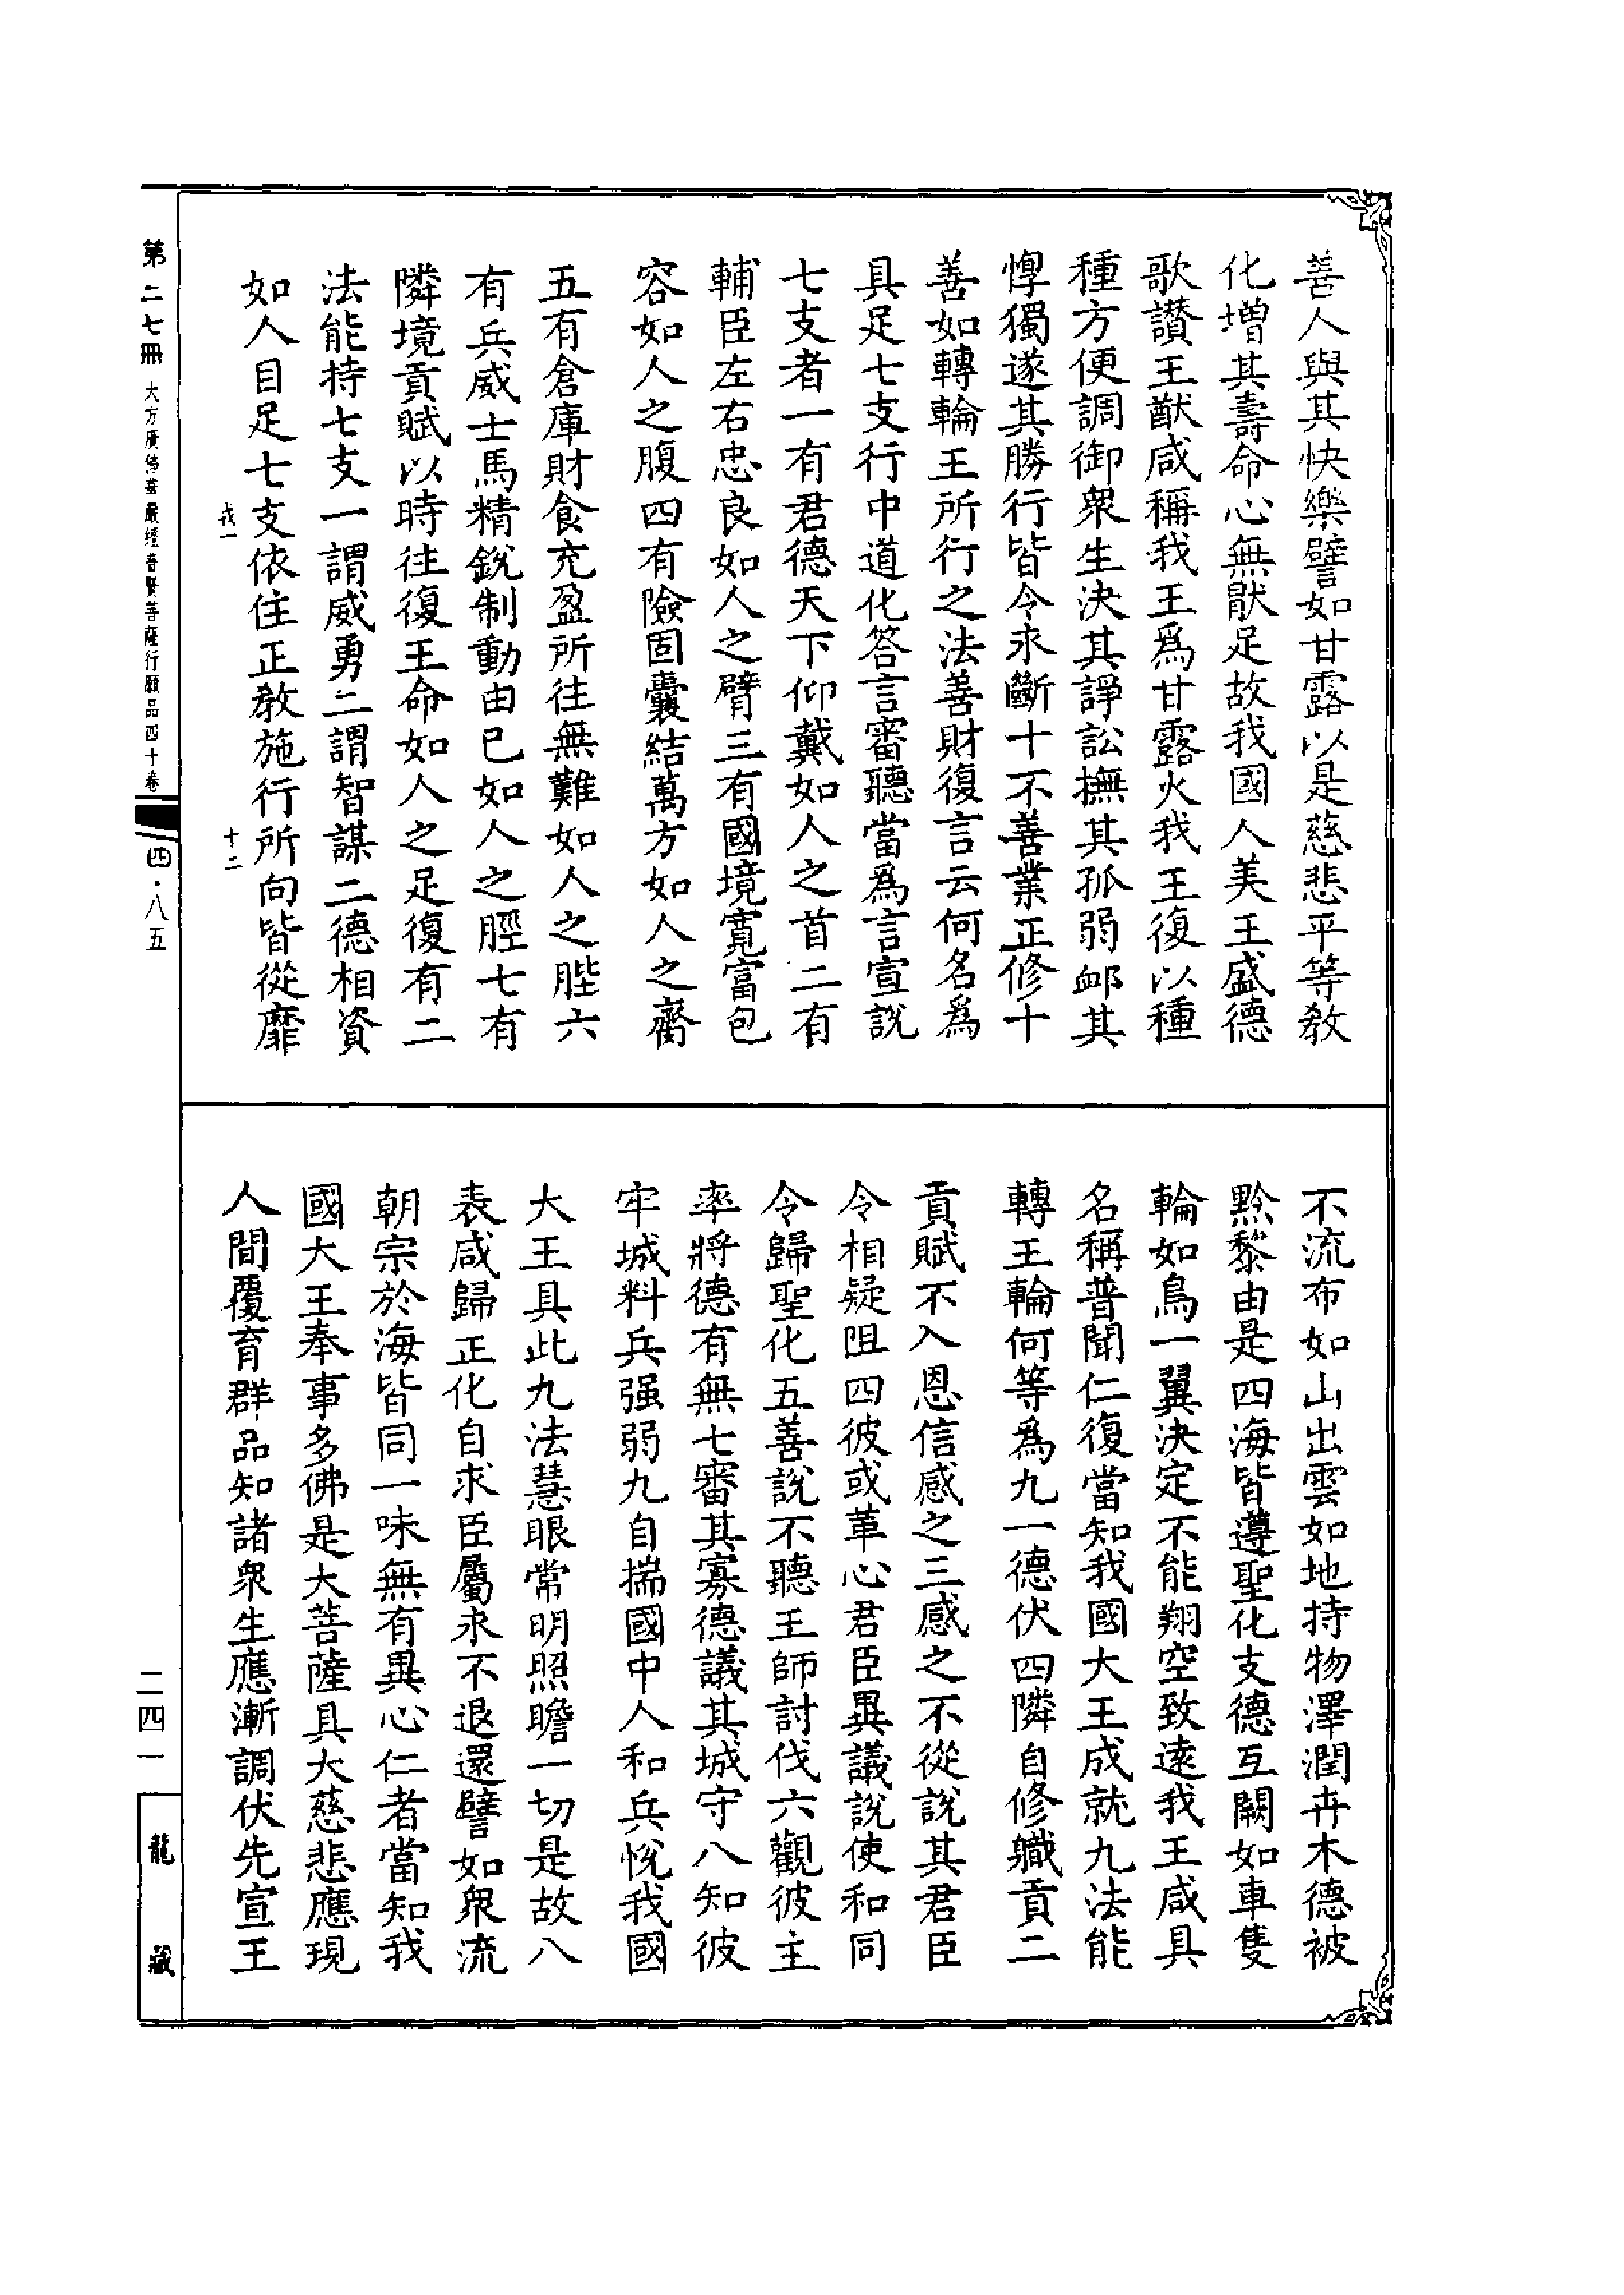 善人與其快樂譬如甘露以是慈悲平等敎
化增其壽命心無猒足故我國人美王盛德
歌讃王猷咸稱我王爲甘露火我王復以種
種方便調御衆生決其諍訟撫其孤弱衈其
惸獨遂其勝行皆令永斷十不善業正修十
善如轉輪王所行之法善財復言云何名爲
具足七支行中道化答言審聽當爲言宣說
七支者一有君德天下仰戴如人之首二有
輔臣左右忠良如人之臂三有國境寬富包
容如人之腹四有險固囊結萬方如人之臍
五有倉庫財食充盈所往無難如人之䏶六
有兵威士馬精銳制動由已如人之脛七有
隣境貢賦以時往復王命如人之足復有二
法能持七支一謂威勇二謂智謀二德相資
如人目足七支依住正敎施行所向皆從靡
不流布如山出雲如地持物澤潤卉木德被
黔黎由是四海皆遵聖化支德互闕如車隻
輪如鳥一翼決定不能翔空致遠我王咸具
名稱普聞仁復當知我國大王成就九法能
轉王輪何等爲九一德伏四隣自修職貢二
貢賦不入恩信感之三感之不從說其君臣
令相疑阻四彼或革心君臣異議說使和同
令歸聖化五善說不聽王師討伐六觀彼主
率將德有無七審其寡德議其城守八知彼
牢城料兵强弱九自揣國中人和兵悅我國
大王具此九法慧眼常明照瞻一切是故八
表咸歸正化自求臣屬永不退還譬如衆流
朝宗於海皆同一味無有異心仁者當知我
國大王奉事多佛是大菩薩具大慈悲應現
人間覆育群品知諸衆生應漸調伏先宣王
第二七冊 大方廣佛華嚴經普賢菩薩行願品四十卷
四·八五
十二
二四一
龍藏